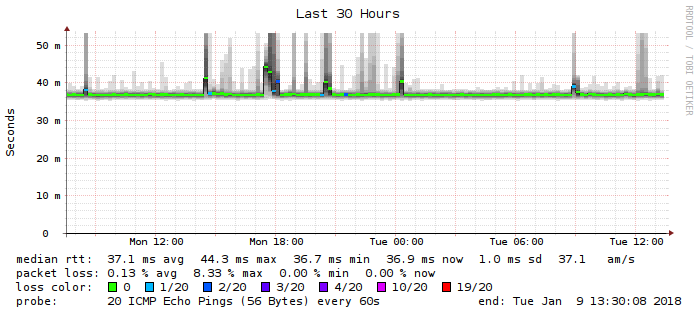 Last 30 Hours
RRDTOOL / TOBI OETIKER
Seconds
50 m
40 m
30 m
20 m
10 m
0
Mon 12:00 Mon 18:00 Tue 00:00 Tue 06:00 Tue 12:00
median rtt: 37.1 ms avg 44.3 ms max 36.7 ms min 36.9 ms now 1.0 ms sd 37.1 am/s
packet loss: 0.13 % avg 8.33 % max 0.00 % min 0.00 % now
loss color: 0 1/20 2/20 3/20 4/20 10/20 19/20
probe: 20 ICMP Echo Pings (56 Bytes) every 60s end: Tue Jan 9 13:30:08 2018